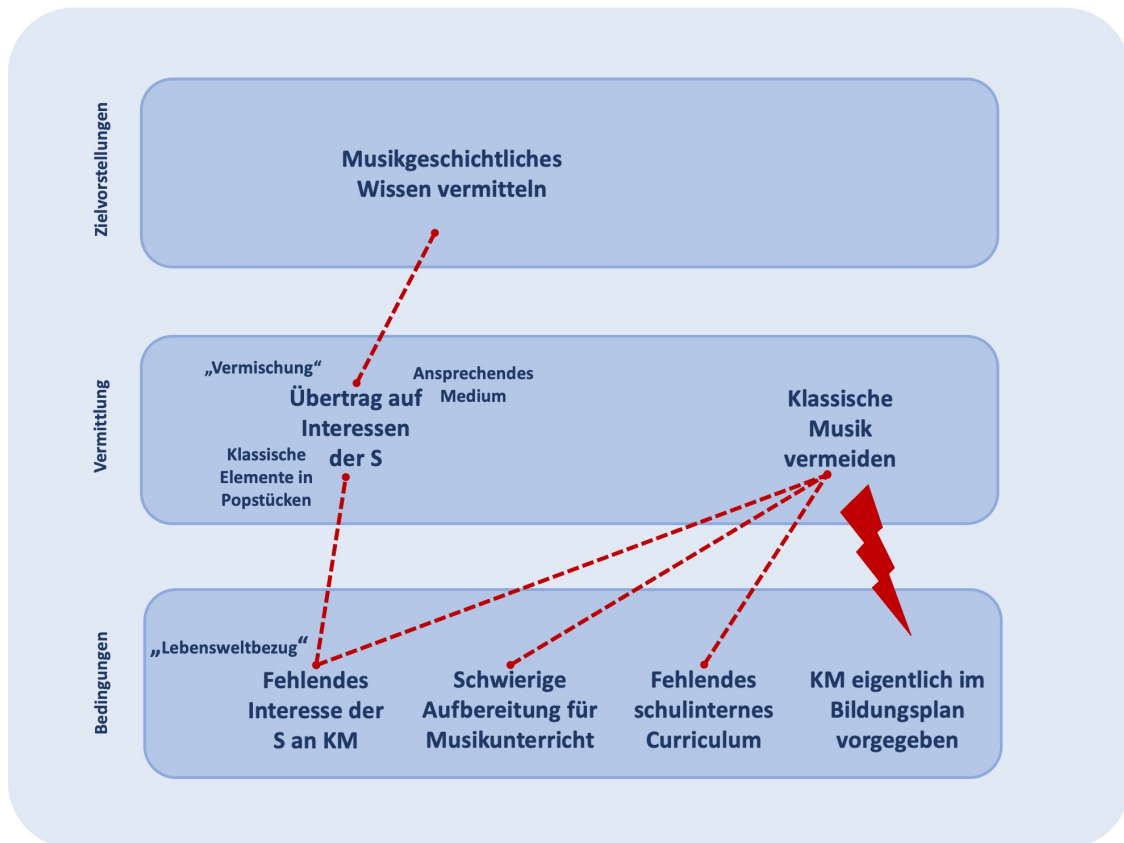 Zielvorstellungen
Musikgeschichtliches
Wissen vermitteln
Vermittlung
„Vermischung“
Ansprechendes
Medium
Übertrag auf
Interessen
der S
Klassische
Elemente in
Popstücken
Klassische
Musik
vermeiden
Bedingungen
„Lebensweltbezug“
Fehlendes
Interesse der
S an KM
Schwierige
Aufbereitung für
Musikunterricht
Fehlendes
schulinternes
Curriculum
KM eigentlich im
Bildungsplan
vorgegeben